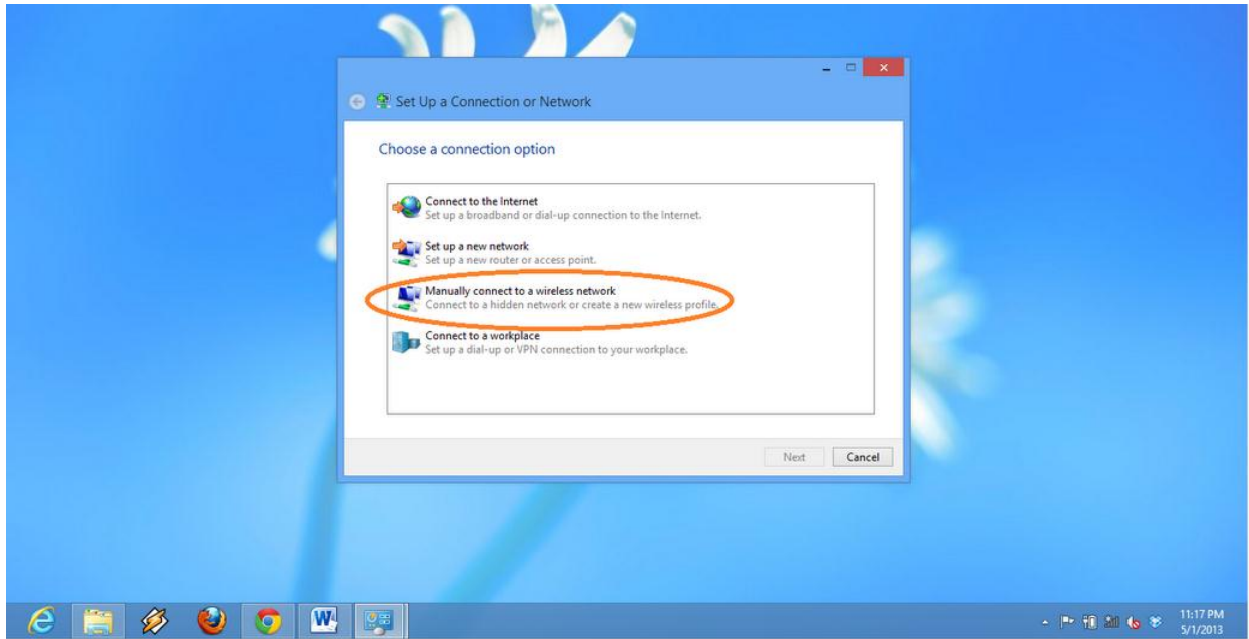 Set Up a Connection or Network
Choose a connection option
Connect to the Internet
Set up a broadband or dial-up connection to the Internet.
Set up a new network
Set up a new router or access point.
Manually connect to a wireless network
Connect to a hidden network or create a new wireless profile.
Connect to a workplace
Set up a dial-up or VPN connection to your workplace.
Next Cancel
11:17 PM
5/1/2013